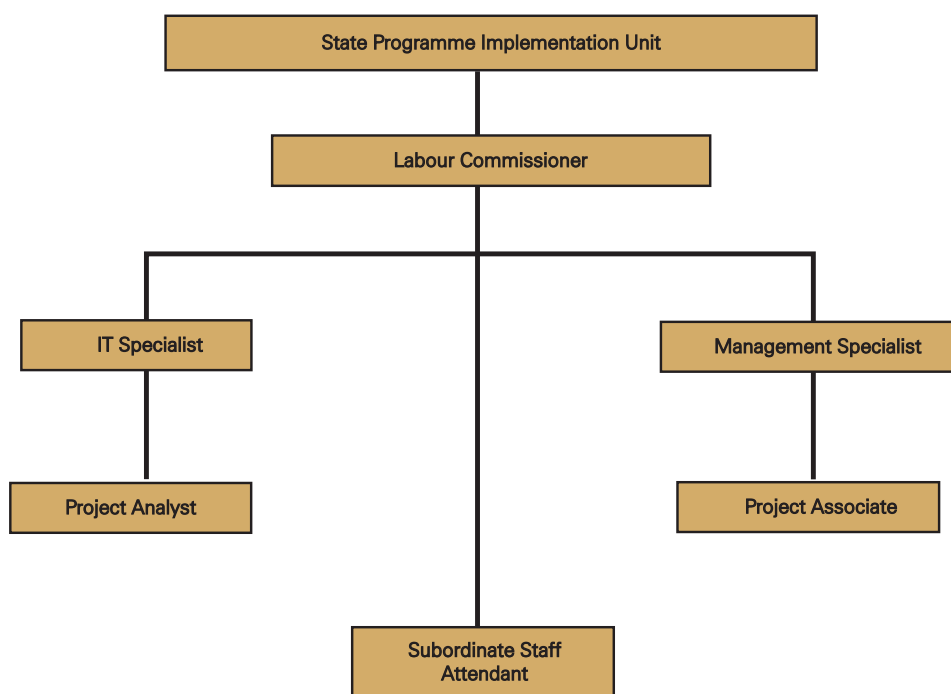 State Programme Implementation Unit
Labour Commissioner
IT Specialist
Management Specialist
Project Analyst
Project Associate
Subordinate Staff
Attendant